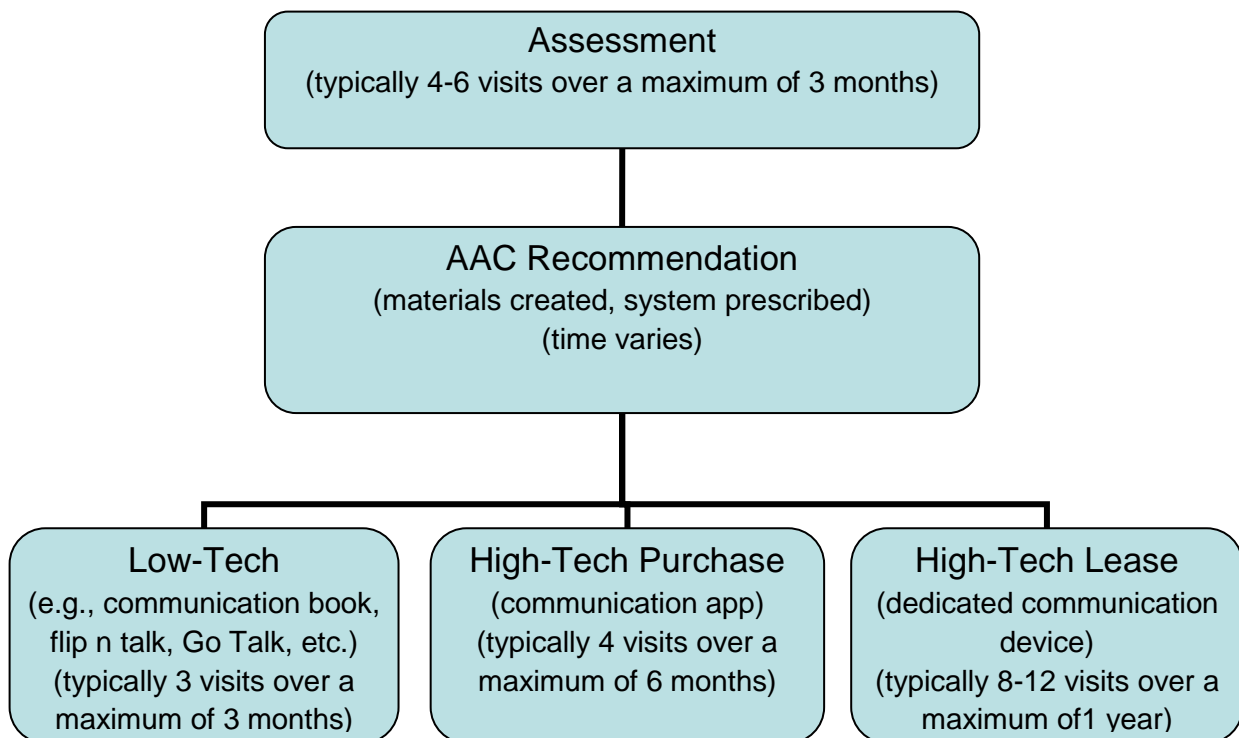 Assessment
(typically 4-6 visits over a maximum of 3 months)
AAC Recommendation
(materials created, system prescribed)
(time varies)
Low-Tech
(e.g., communication book,
flip n talk, Go Talk, etc.)
(typically 3 visits over a
maximum of 3 months)
High-Tech Purchase
(communication app)
(typically 4 visits over a
maximum of 6 months)
High-Tech Lease
(dedicated communication
device)
(typically 8-12 visits over a
maximum of1 year)